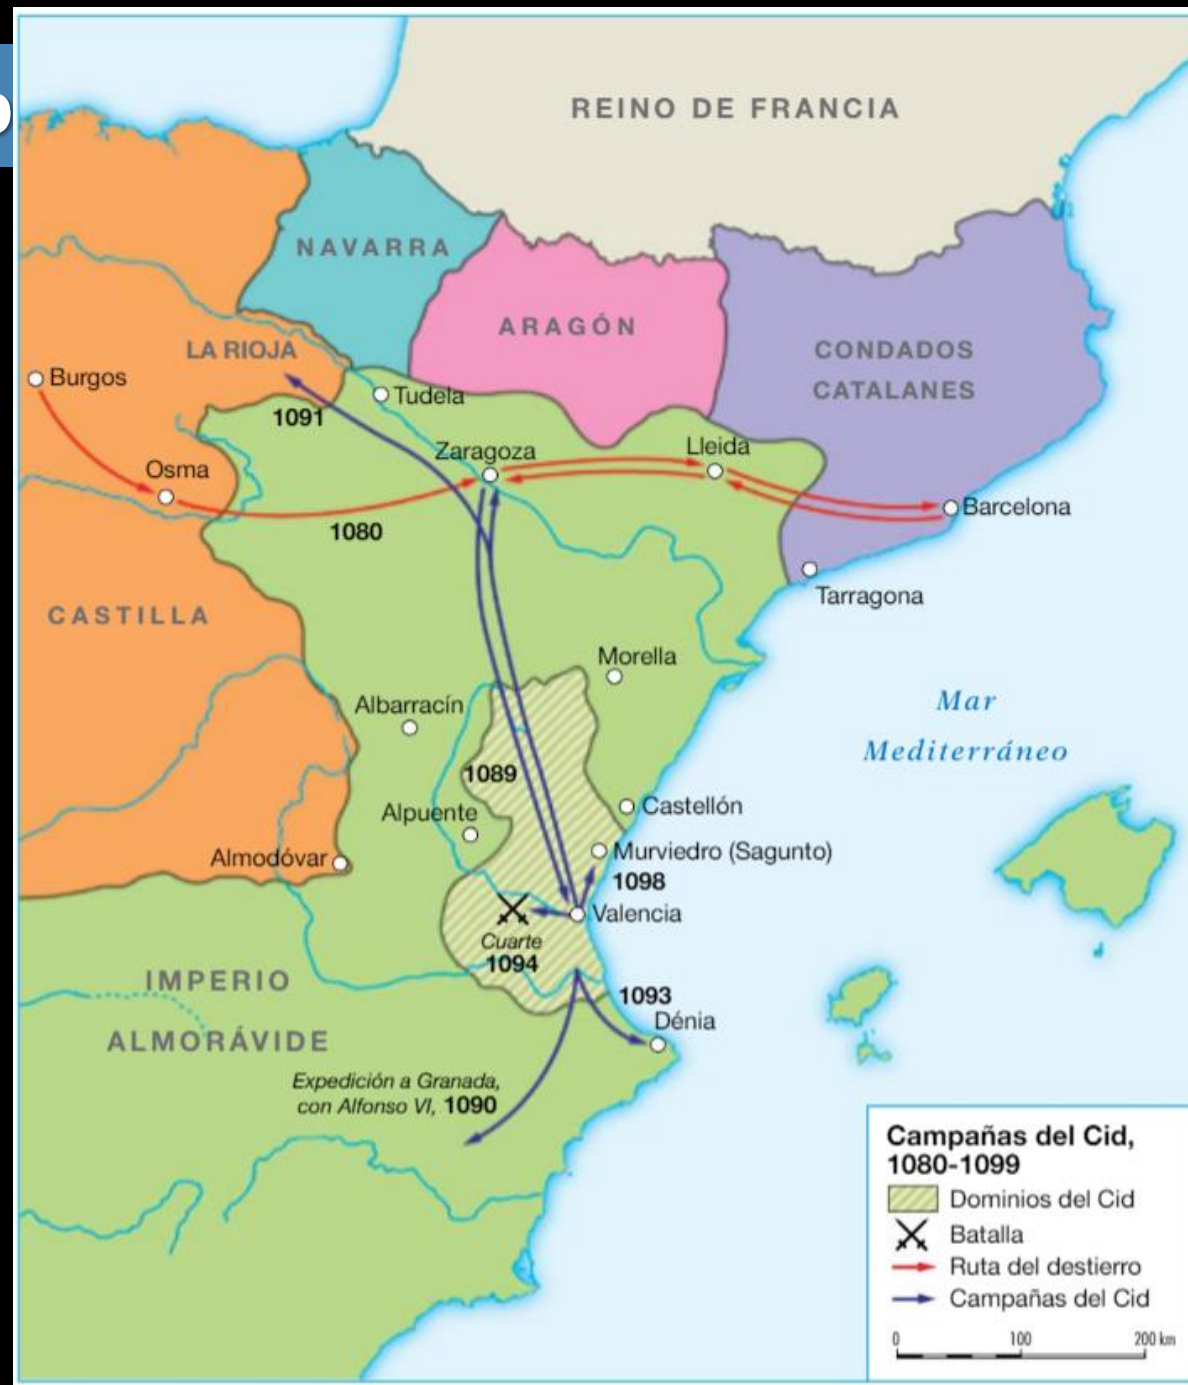 REINO DE FRANCIA
NAVARRA
ARAGÓN
CONDADOS
CATALANES
LA RIOJA
Burgos
Tudela
1091
Zaragoza
Lleida
Osma
Barcelona
1080
Tarragona
CASTILLA
Morella
Albarracín
Mar
Mediterráneo
1089
Castellón
Alpuente
Almodóvar
Murviedro (Sagunto)
1098
Valencia
Cuarte
1094
IMPERIO
ALMORÁVIDE
1093
Dénia
Expedición a Granada,
con Alfonso VI, 1090
Campañas del Cid,
1080-1099
Dominios del Cid
Batalla
Ruta del destierro
Campañas del Cid
0 100 200 km